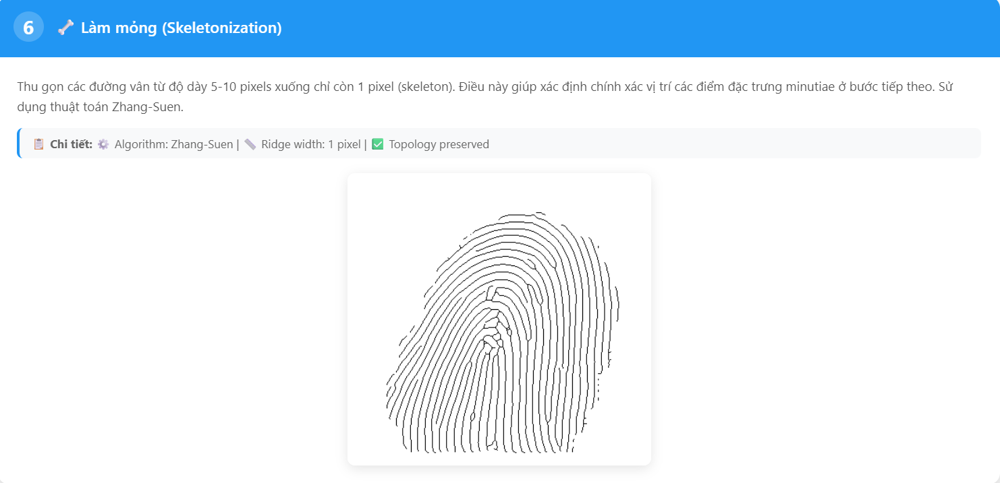 6 🦴 Làm mỏng (Skeletonization)
Thu gọn các đường vân từ độ dày 5-10 pixels xuống chỉ còn 1 pixel (skeleton). Điều này giúp xác định chính xác vị trí các điểm đặc trưng minutiae ở bước tiếp theo. Sử
dụng thuật toán Zhang-Suen.
📋 Chi tiết: ⚙️ Algorithm: Zhang-Suen | 📏 Ridge width: 1 pixel | ✅ Topology preserved